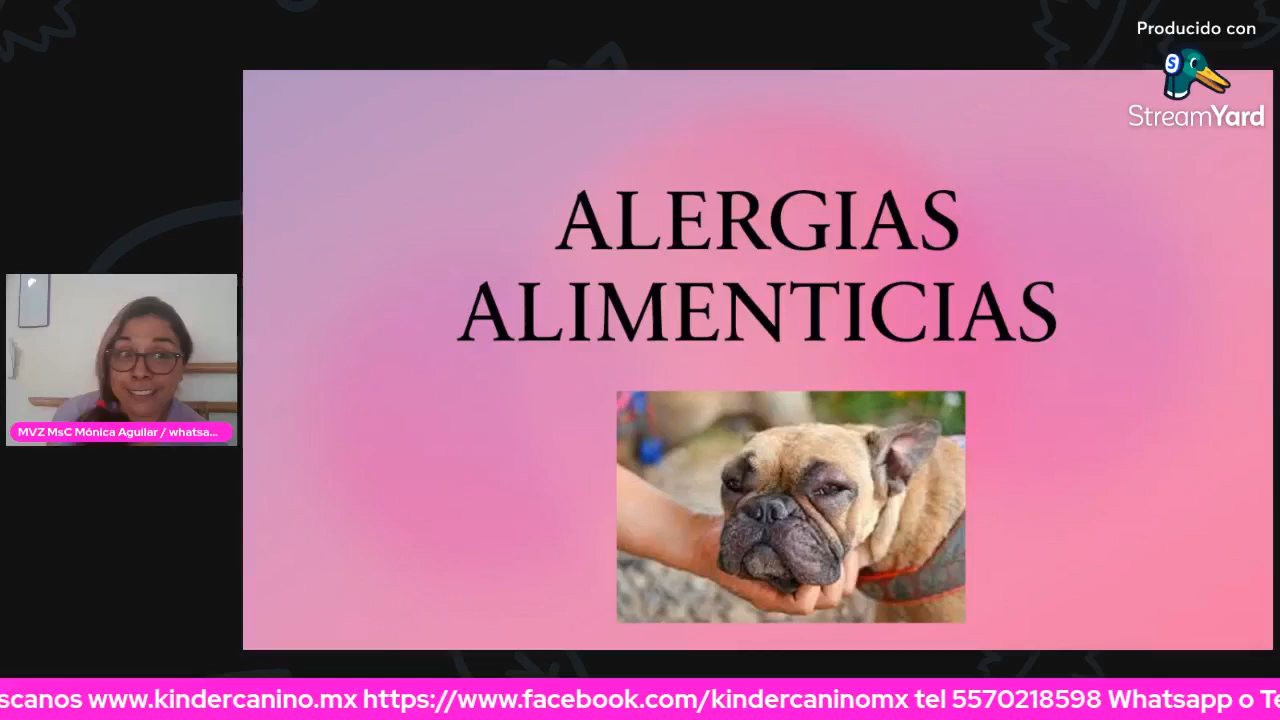 Producido con
StreamYard
ALERGIAS
ALIMENTICIAS
MVZ MsC Mónica Aguilar / whatsa...
scanos www.kindercanino.mx https://www.facebook.com/kindercaninomx tel 5570218598 Whatsapp o Te